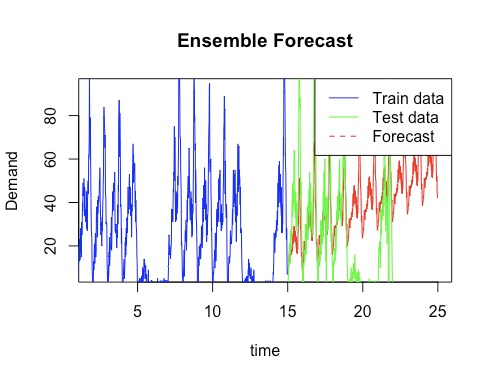 Ensemble Forecast
Train data
Test data
Forecast
Demand
80
60
40
20
5 10 15 20 25
time